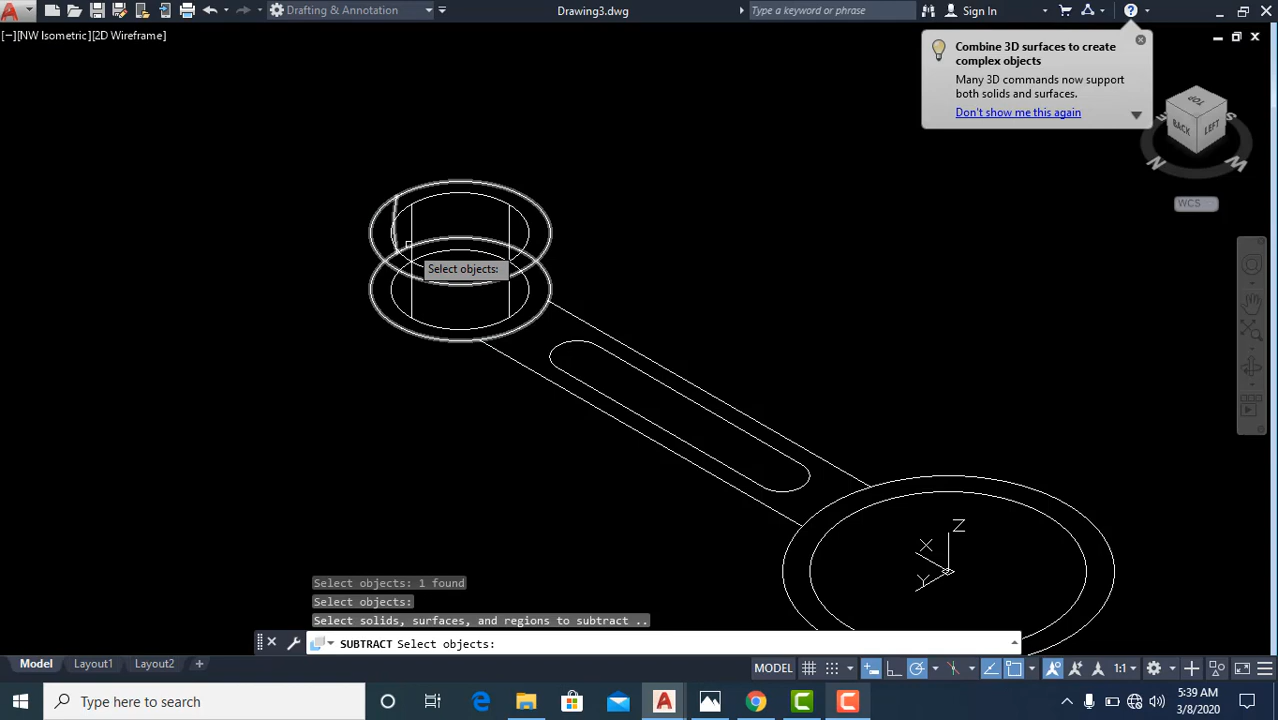 Drafting & Annotation
Drawing3.dwg
Type a keyword or phrase
Sign In
[−][NW Isometric][2D Wireframe]
Combine 3D surfaces to create
complex objects
Many 3D commands now support
both solids and surfaces.
Don't show me this again
TOP
BACK
LEFT
S
N
W
WCS
Select objects:
Z
X
Y
Select objects: 1 found
Select objects:
Select solids, surfaces, and regions to subtract ..
SUBTRACT Select objects:
Model
Layout1
Layout2
MODEL
1:1
Type here to search
5:39 AM
3/8/2020